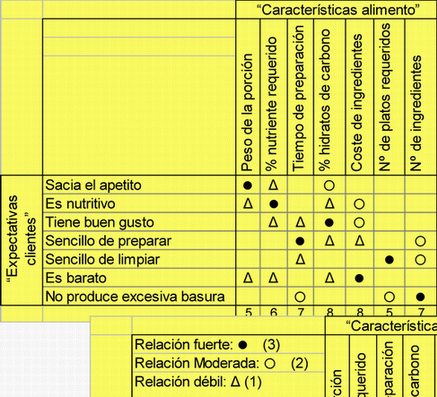 “Características alimento”
Peso de la porción
% nutriente requerido
Tiempo de preparación
% hidratos de carbono
Coste de ingredientes
Nº de platos requeridos
Nº de ingredientes
“Expectativas
clientes”
Sacia el apetito ● Δ ○
Es nutritivo Δ ● Δ ○
Tiene buen gusto Δ Δ ● ○
Sencillo de preparar ● Δ Δ ○
Sencillo de limpiar Δ ● ○
Es barato Δ Δ Δ ●
No produce excesiva basura ○ ○ ●
5 6 7 8 8 5 7
“Característica
Relación fuerte: ● (3)
Relación Moderada: ○ (2)
Relación débil: Δ (1)
ción
querido
paración
carbono